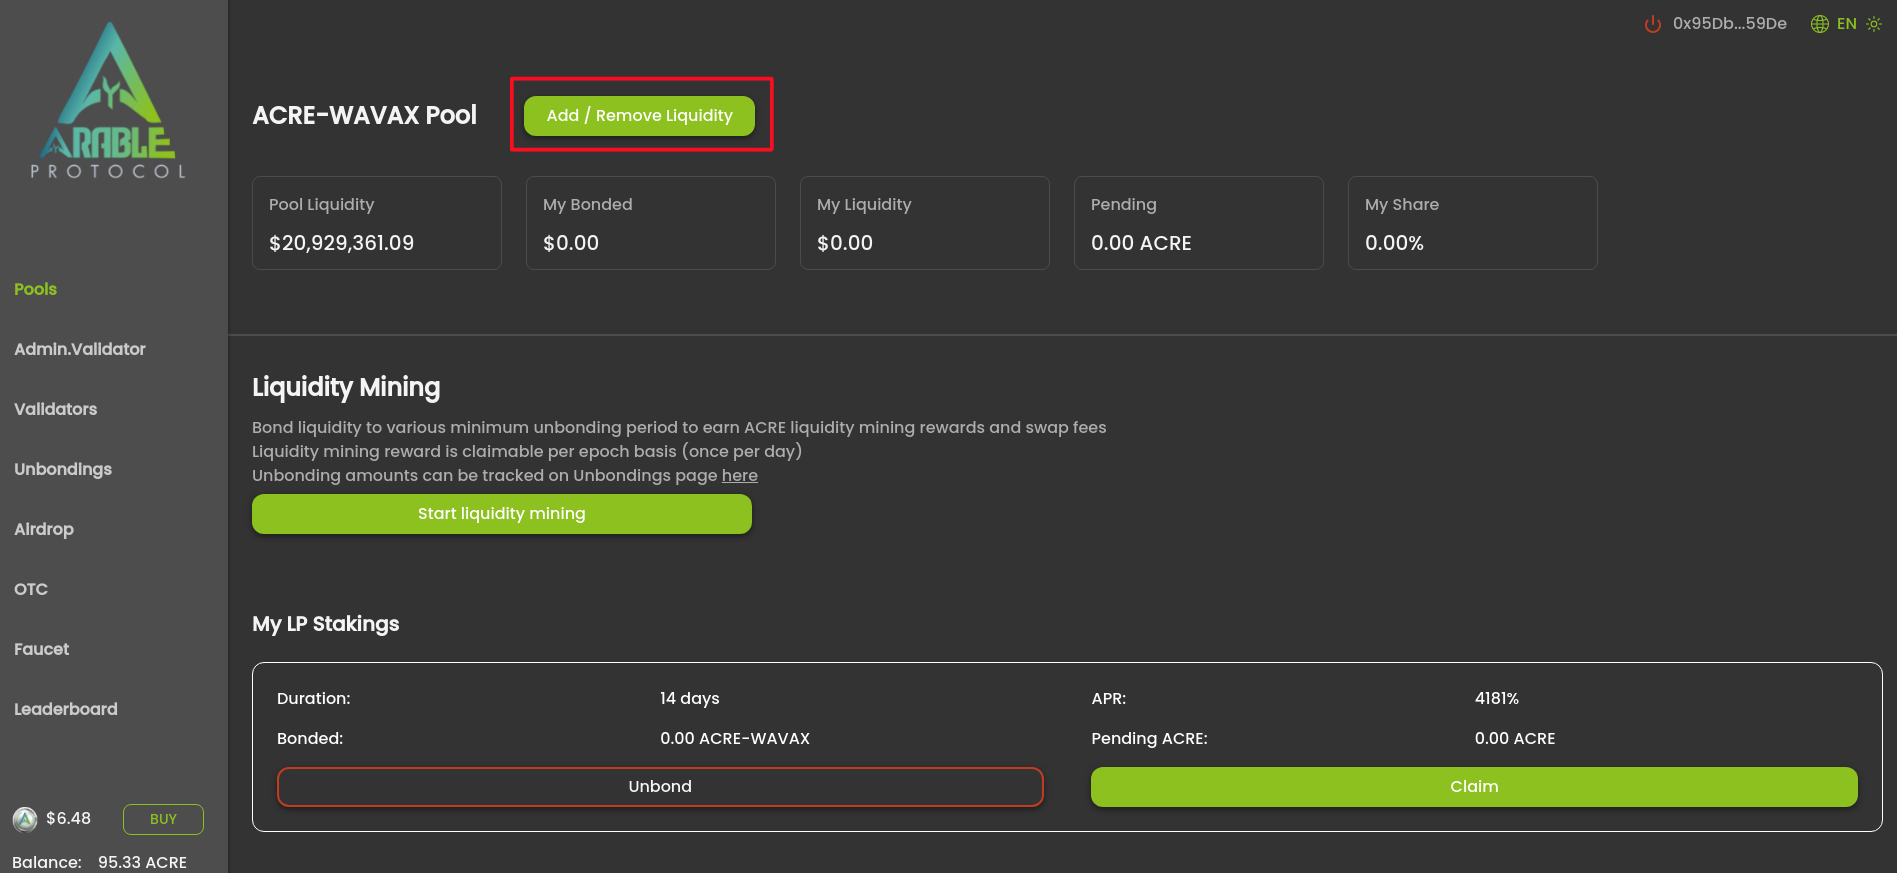 ARABLE
PROTOCOL
Pools
Admin.Validator
Validators
Unbondings
Airdrop
OTC
Faucet
Leaderboard
$6.48
BUY
Balance: 95.33 ACRE
0x95Db...59De
EN
ACRE-WAVAX Pool
Add / Remove Liquidity
Pool Liquidity
$20,929,361.09
My Bonded
$0.00
My Liquidity
$0.00
Pending
0.00 ACRE
My Share
0.00%
Liquidity Mining
Bond liquidity to various minimum unbonding period to earn ACRE liquidity mining rewards and swap fees
Liquidity mining reward is claimable per epoch basis (once per day)
Unbonding amounts can be tracked on Unbondings page here
Start liquidity mining
My LP Stakings
Duration: 14 days APR: 4181%
Bonded: 0.00 ACRE-WAVAX Pending ACRE: 0.00 ACRE
Unbond
Claim